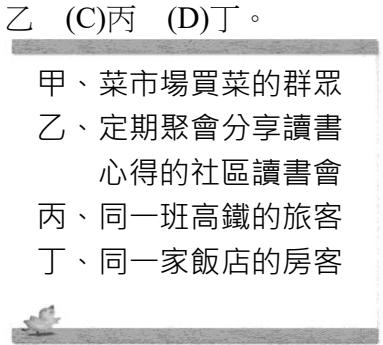 乙　(C)丙　(D)丁。
甲、菜市場買菜的群眾
乙、定期聚會分享讀書
心得的社區讀書會
丙、同一班高鐵的旅客
丁、同一家飯店的房客